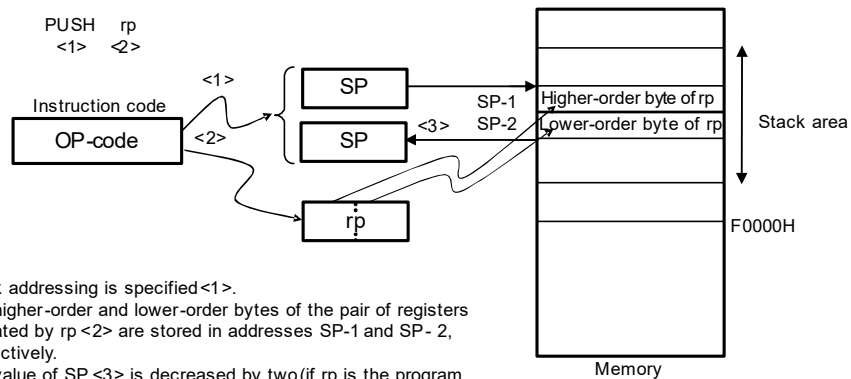 PUSH rp
<1> <2>
<1>
SP
Higher-order byte of rp
SP-1
Instruction code
<3>
Lower-order byte of rp
SP-2
Stack area
OP-code
<2>
SP
rp
F0000H
addressing is specified <1>.
higher-order and lower-order bytes of the pair of registers
by rp <2> are stored in addresses SP-1 and SP- 2,
value of SP <3> is decreased by two (if rp is the program
Memory